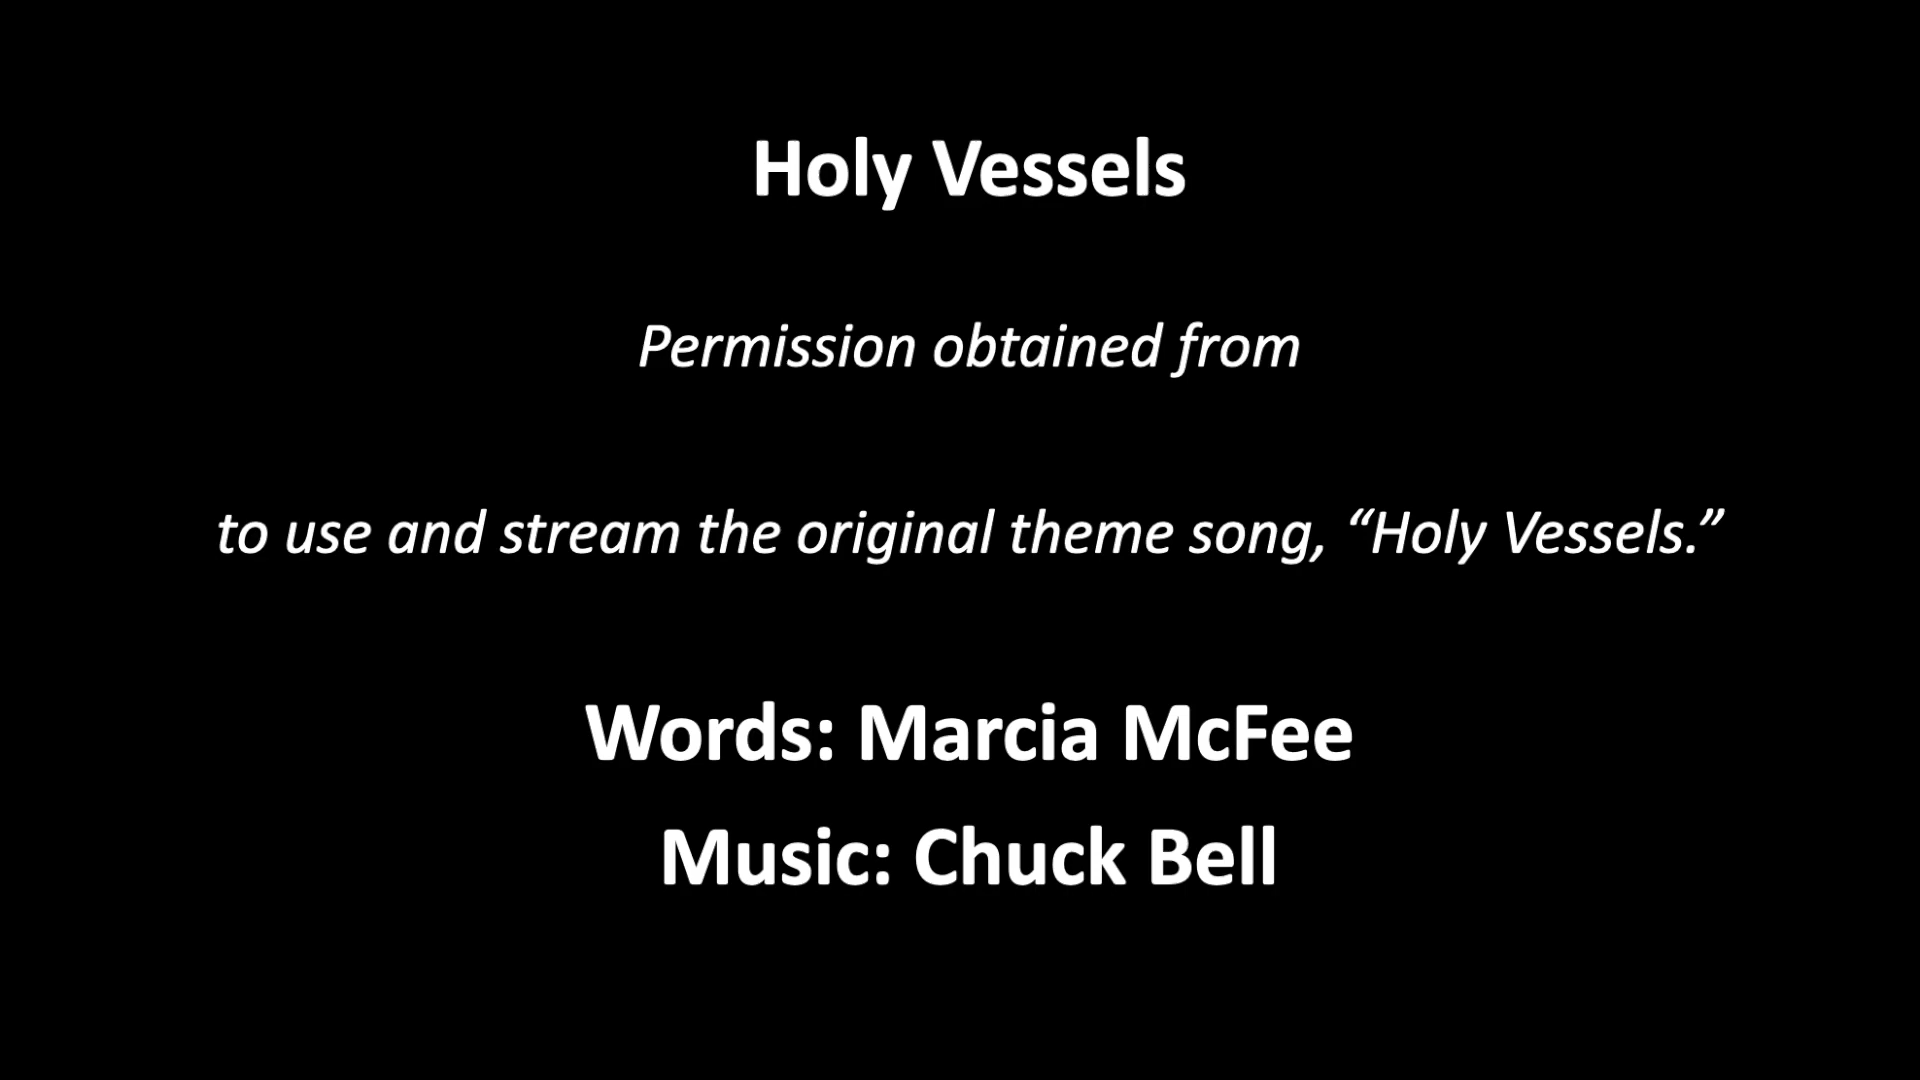 Holy Vessels
Permission obtained from
to use and stream the original theme song, “Holy Vessels.”
Words: Marcia McFee
Music: Chuck Bell